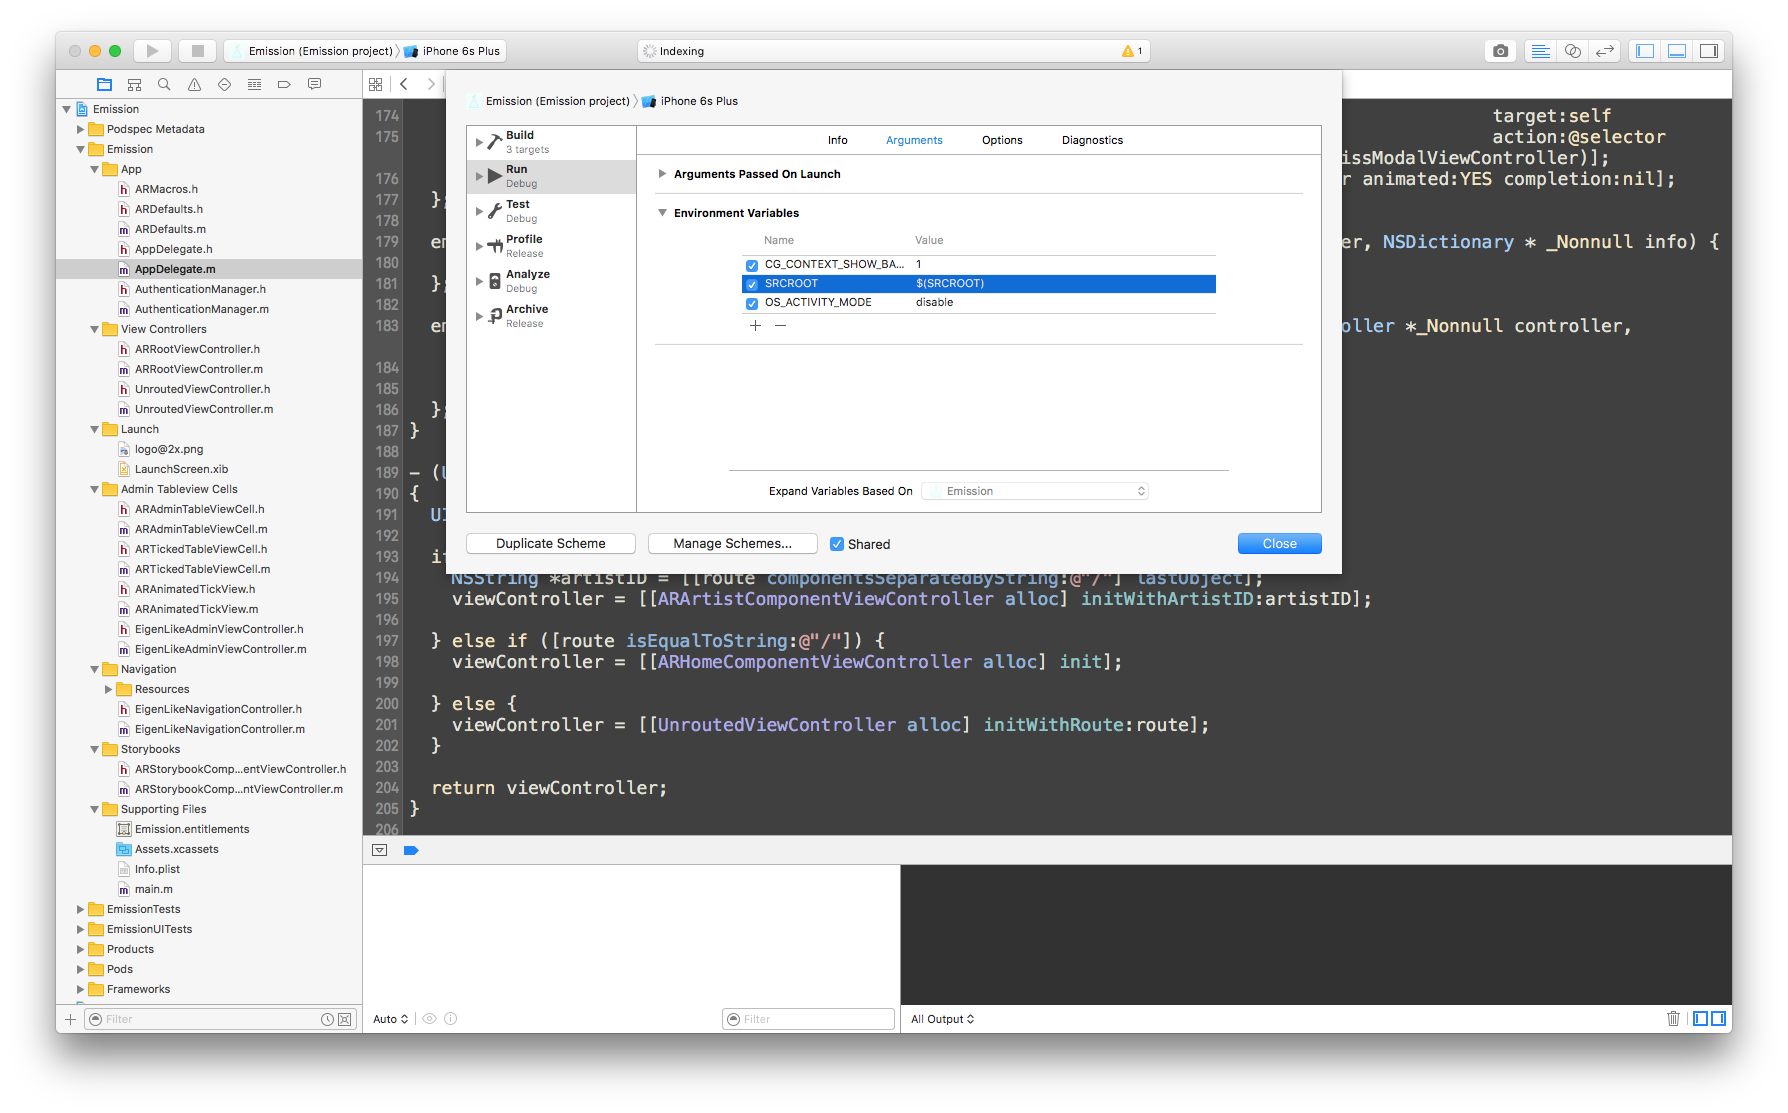 Emission (Emission project) iPhone 6s Plus
Indexing
1
Emission
Podspec Metadata
Emission
App
ARMacros.h
ARDefaults.h
ARDefaults.m
AppDelegate.h
AppDelegate.m
AuthenticationManager.h
AuthenticationManager.m
View Controllers
ARRootViewController.h
ARRootViewController.m
UnroutedViewController.h
UnroutedViewController.m
Launch
logo@2x.png
LaunchScreen.xib
Admin Tableview Cells
ARAdminTableViewCell.h
ARAdminTableViewCell.m
ARTickedTableViewCell.h
ARTickedTableViewCell.m
ARAnimatedTickView.h
ARAnimatedTickView.m
EigenLikeAdminViewController.h
EigenLikeAdminViewController.m
Navigation
Resources
EigenLikeNavigationController.h
EigenLikeNavigationController.m
Storybooks
ARStorybookComp...entViewController.h
ARStorybookComp...ntViewController.m
Supporting Files
Emission.entitlements
Assets.xcassets
Info.plist
main.m
EmissionTests
EmissionUITests
Products
Pods
Frameworks
Filter
Emission (Emission project) iPhone 6s Plus
Build
3 targets
Run
Debug
Test
Debug
Profile
Release
Analyze
Debug
Archive
Release
Info Arguments Options Diagnostics
Arguments Passed On Launch
Environment Variables
Name Value
CG_CONTEXT_SHOW_BA... 1
SRCROOT $(SRCROOT)
OS_ACTIVITY_MODE disable
Expand Variables Based On Emission
Duplicate Scheme Manage Schemes... Shared Close
174 target:self
175 action:@selector
issModalViewController)];
176 r animated:YES completion:nil];
177 };
178
179 em er, NSDictionary * _Nonnull info) {
180
181 };
182
183 em oller *_Nonnull controller,
184
185
186 };
187 }
188
189 - (U
190 {
191 UI
192
193 if
194 NSString *artistID = [[route componentsSeparatedByString:@"/"] lastObject];
195 viewController = [[ARArtistComponentViewController alloc] initWithArtistID:artistID];
196
197 } else if ([route isEqualToString:@"/"]) {
198 viewController = [[ARHomeComponentViewController alloc] init];
199
200 } else {
201 viewController = [[UnroutedViewController alloc] initWithRoute:route];
202 }
203
204 return viewController;
205 }
206
Auto
Filter
All Output